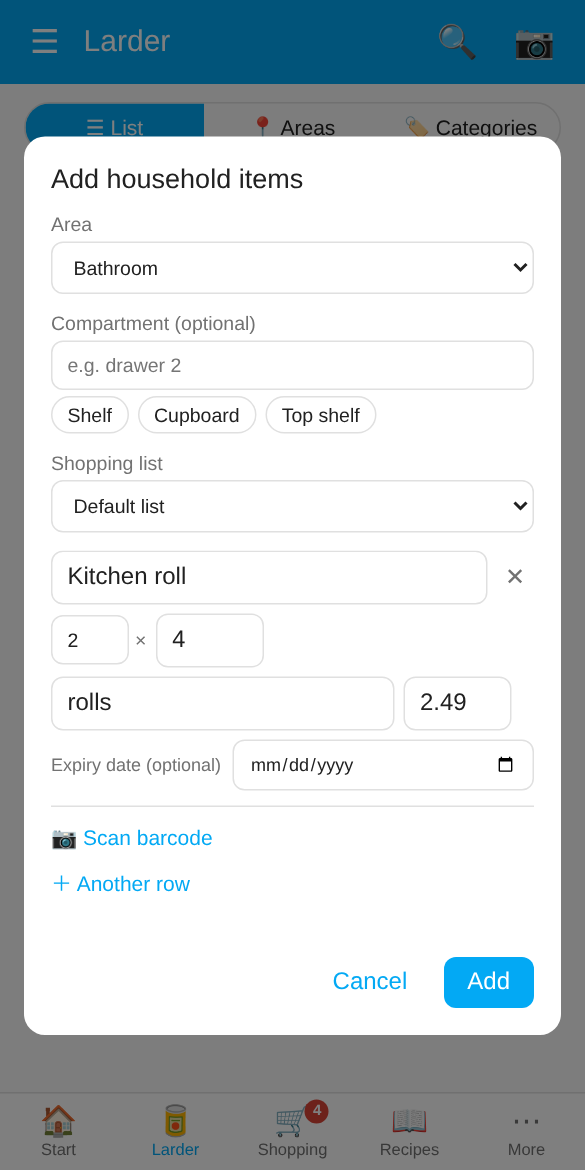 ☰ Larder 🔍 📷
☰ List 📍 Areas 🏷️ Categories
Add household items
Area
Bathroom
Compartment (optional)
e.g. drawer 2
Shelf Cupboard Top shelf
Shopping list
Default list
Kitchen roll ✕
2 × 4
rolls 2.49
Expiry date (optional) mm/dd/yyyy
📷 Scan barcode
+ Another row
Cancel Add
4
Start Larder Shopping Recipes More